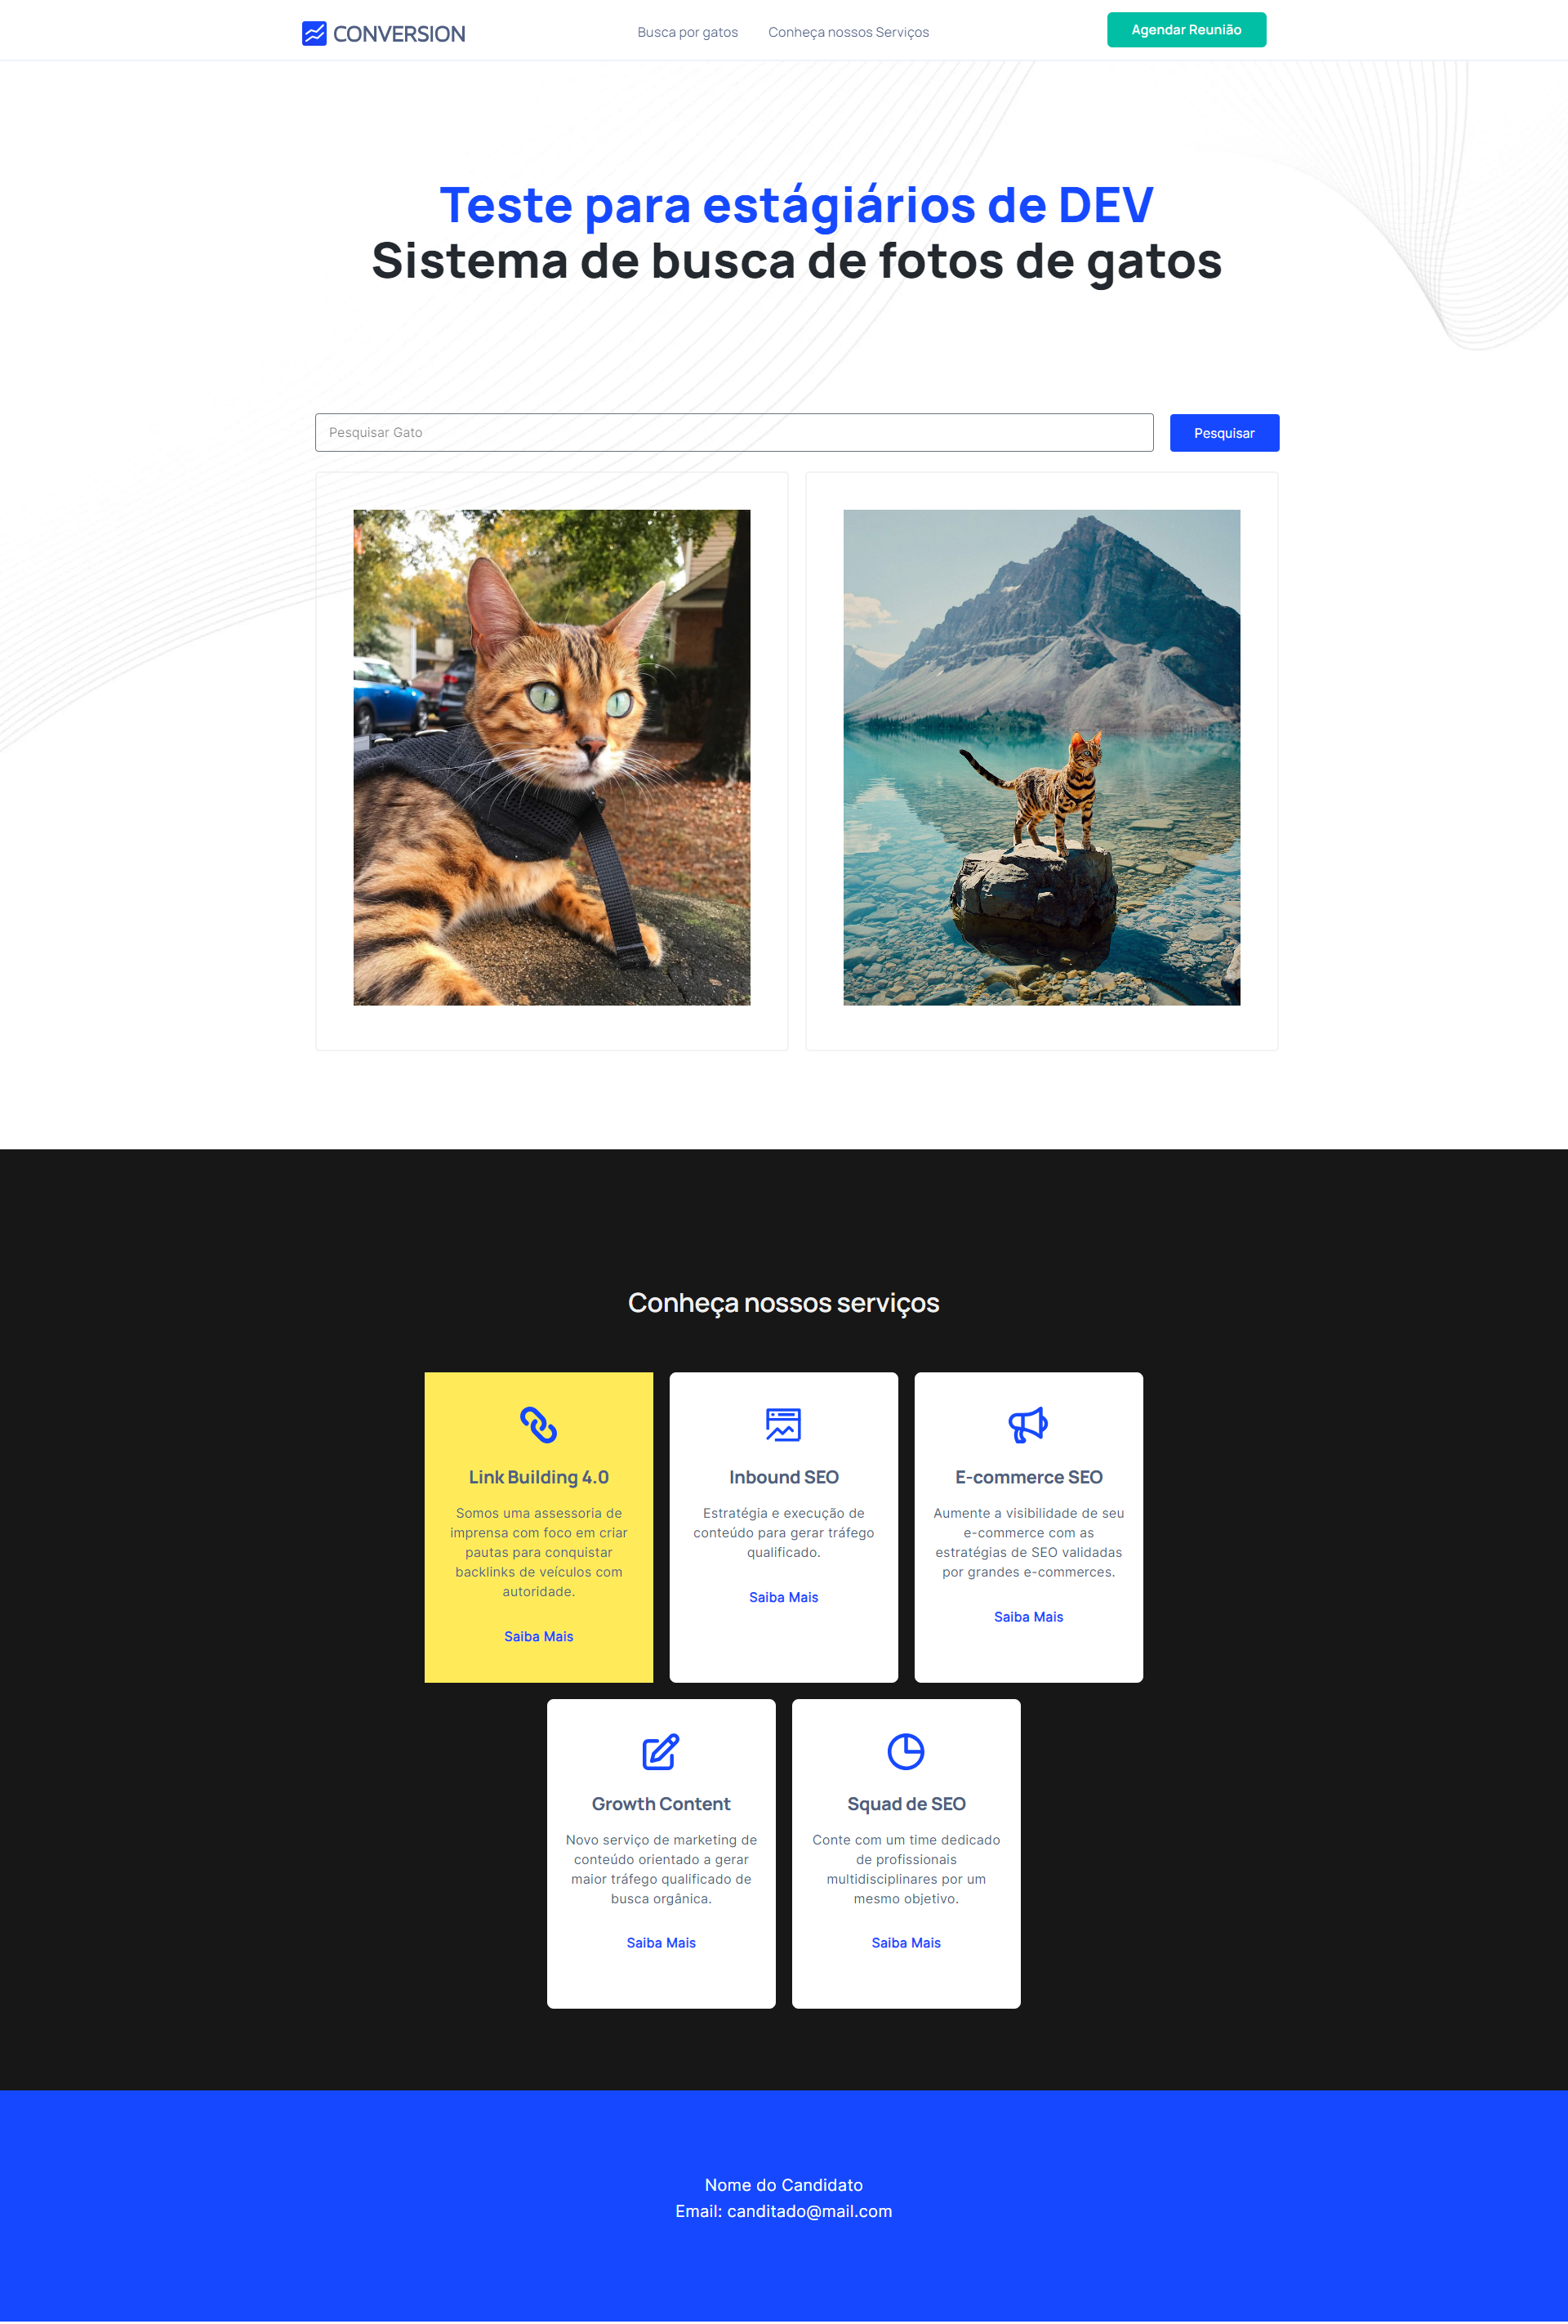 CONVERSION
Busca por gatos
Conheça nossos Serviços
Agendar Reunião
Teste para estágiários de DEV
Sistema de busca de fotos de gatos
Pesquisar Gato
Pesquisar
Conheça nossos serviços
Link Building 4.0
Somos uma assessoria de
imprensa com foco em criar
pautas para conquistar
backlinks de veículos com
autoridade.
Saiba Mais
Inbound SEO
Estratégia e execução de
conteúdo para gerar tráfego
qualificado.
Saiba Mais
E-commerce SEO
Aumente a visibilidade de seu
e-commerce com as
estratégias de SEO validadas
por grandes e-commerces.
Saiba Mais
Growth Content
Novo serviço de marketing de
conteúdo orientado a gerar
maior tráfego qualificado de
busca orgânica.
Saiba Mais
Squad de SEO
Conte com um time dedicado
de profissionais
multidisciplinares por um
mesmo objetivo.
Saiba Mais
Nome do Candidato
Email: canditado@mail.com